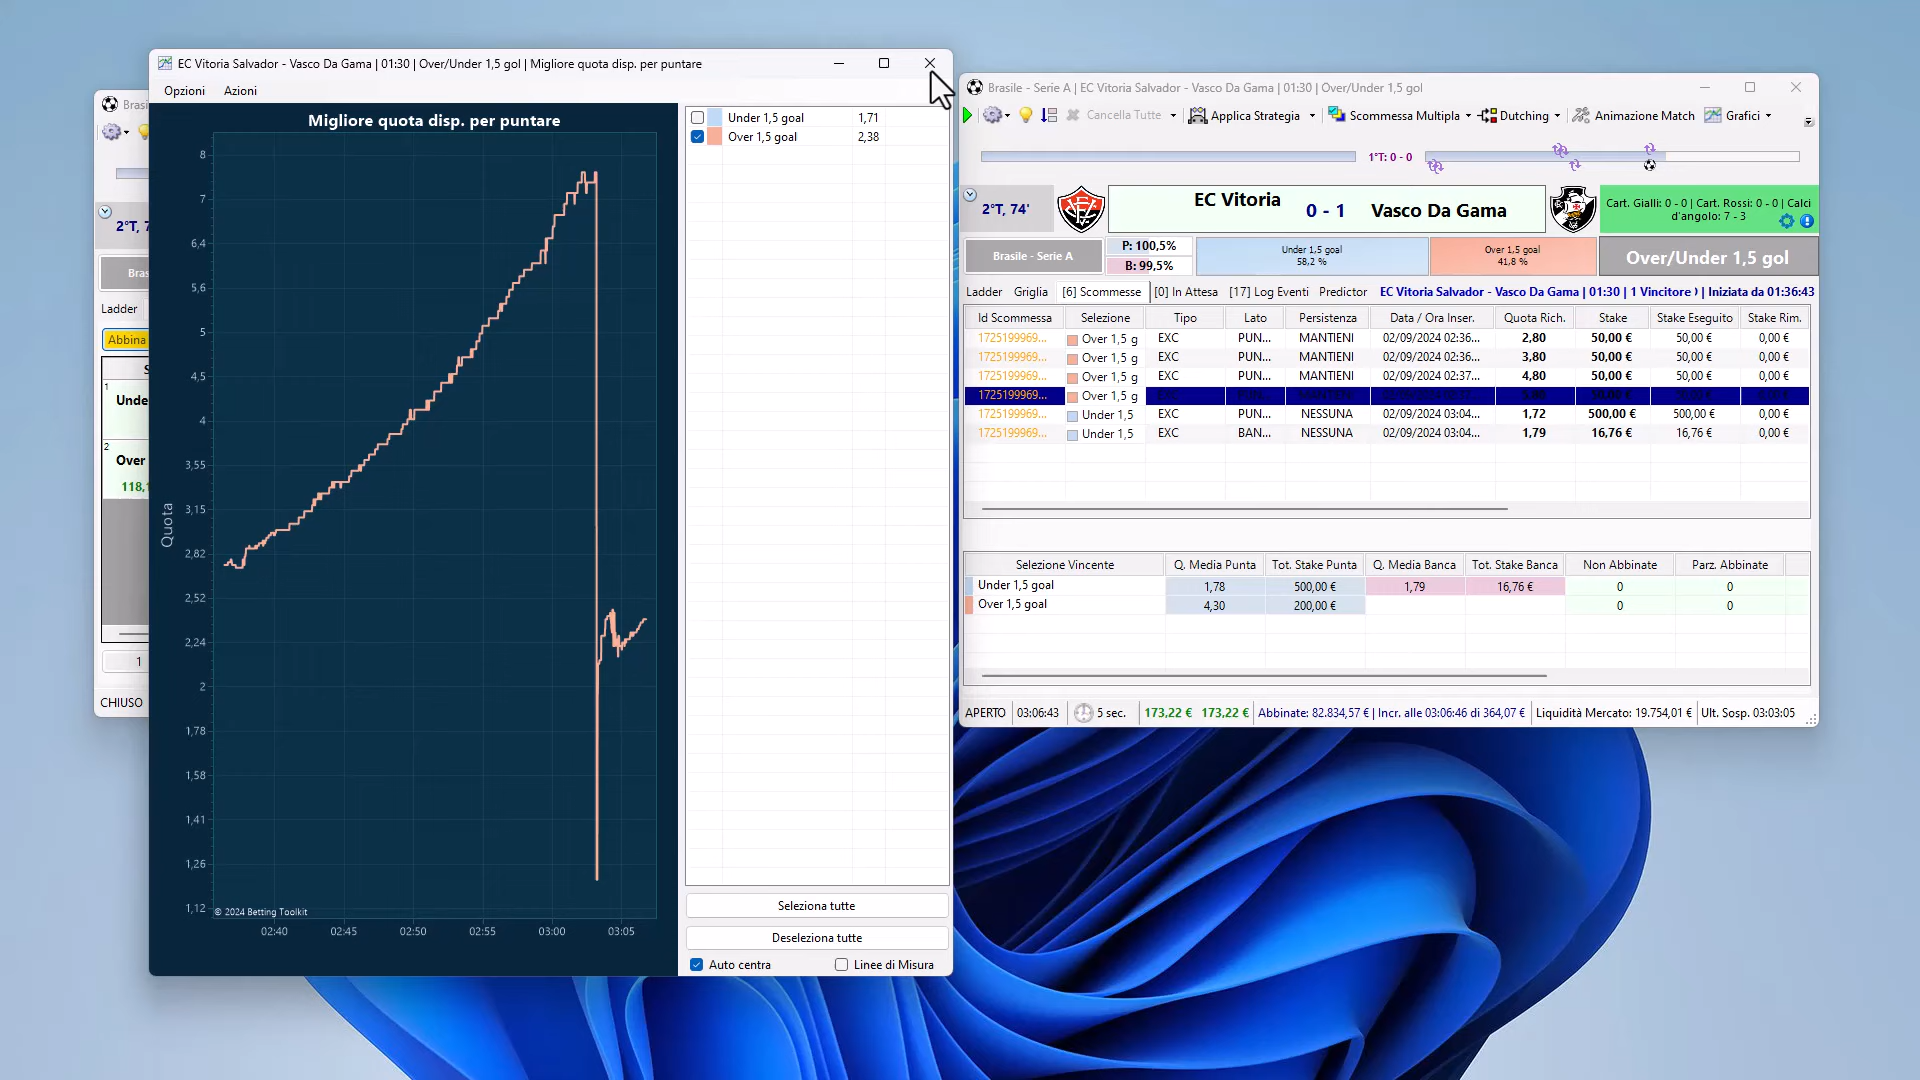 EC Vitoria Salvador - Vasco Da Gama | 01:30 | Over/Under 1,5 gol | Migliore quota disp. per puntare
Opzioni Azioni
Migliore quota disp. per puntare
8
7
6,4
5,6
5
4,5
4
3,55
3,15
2,82
2,52
2,24
2
1,78
1,58
1,41
1,26
1,12
Quota
© 2024 Betting Toolkit
02:40 02:45 02:50 02:55 03:00 03:05
Under 1,5 goal 1,71
Over 1,5 goal 2,38
Seleziona tutte
Deseleziona tutte
Auto centra Linee di Misura
Brasi
2°T, 7
Bras
Ladder
Abbina
S
1
Unde
2
Over
118,1
1
CHIUSO
Brasile - Serie A | EC Vitoria Salvador - Vasco Da Gama | 01:30 | Over/Under 1,5 gol
Cancella Tutte Applica Strategia Scommessa Multipla Dutching Animazione Match Grafici
1°T: 0 - 0
2°T, 74'
EC Vitoria 0 - 1 Vasco Da Gama
Cart. Gialli: 0 - 0 | Cart. Rossi: 0 - 0 | Calci
d'angolo: 7 - 3
Brasile - Serie A
P: 100,5%
B: 99,5%
Under 1,5 goal
58,2 %
Over 1,5 goal
41,8 %
Over/Under 1,5 gol
Ladder Griglia [6] Scommesse [0] In Attesa [17] Log Eventi Predictor EC Vitoria Salvador - Vasco Da Gama | 01:30 | 1 Vincitore | Iniziata da 01:36:43
Id Scommessa Selezione Tipo Lato Persistenza Data / Ora Inser. Quota Rich. Stake Stake Eseguito Stake Rim.
1725199969... Over 1,5 g EXC PUN... MANTIENI 02/09/2024 02:36... 2,80 50,00 € 50,00 € 0,00 €
1725199969... Over 1,5 g EXC PUN... MANTIENI 02/09/2024 02:36... 3,80 50,00 € 50,00 € 0,00 €
1725199969... Over 1,5 g EXC PUN... MANTIENI 02/09/2024 02:37... 4,80 50,00 € 50,00 € 0,00 €
1725199969... Over 1,5 g
1725199969... Under 1,5 EXC PUN... NESSUNA 02/09/2024 03:04... 1,72 500,00 € 500,00 € 0,00 €
1725199969... Under 1,5 EXC BAN... NESSUNA 02/09/2024 03:04... 1,79 16,76 € 16,76 € 0,00 €
Selezione Vincente Q. Media Punta Tot. Stake Punta Q. Media Banca Tot. Stake Banca Non Abbinate Parz. Abbinate
Under 1,5 goal 1,78 500,00 € 1,79 16,76 € 0 0
Over 1,5 goal 4,30 200,00 € 0 0
APERTO 03:06:43 5 sec. 173,22 € 173,22 € Abbinate: 82.834,57 € | Incr. alle 03:06:46 di 364,07 € Liquidità Mercato: 19.754,01 € Ult. Sosp. 03:03:05